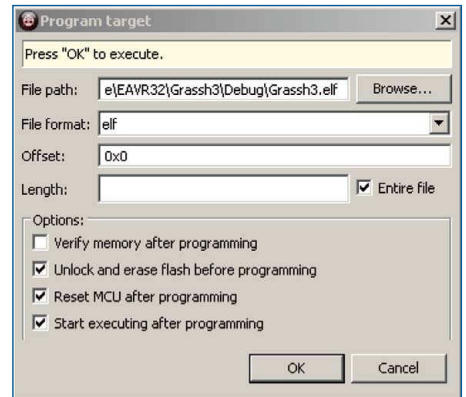 Program target
Press "OK" to execute.
File path: e\EAVR32\Grassh3\Debug\Grassh3.elf Browse...
File format: elf
Offset: 0x0
Length: Entire file
Options:
Verify memory after programming
Unlock and erase flash before programming
Reset MCU after programming
Start executing after programming
OK Cancel